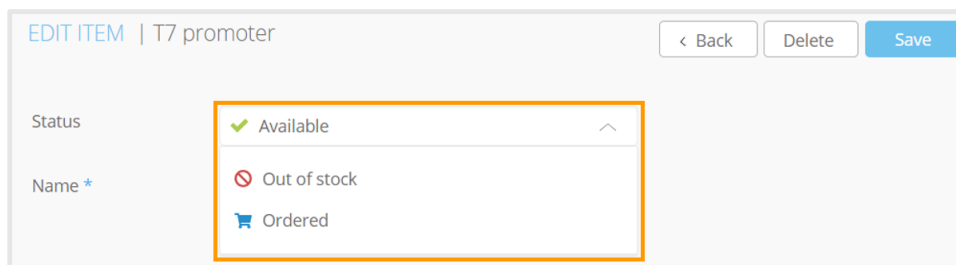 EDIT ITEM | T7 promoter
< Back
Delete
Save
Status
Available
Name *
Out of stock
Ordered